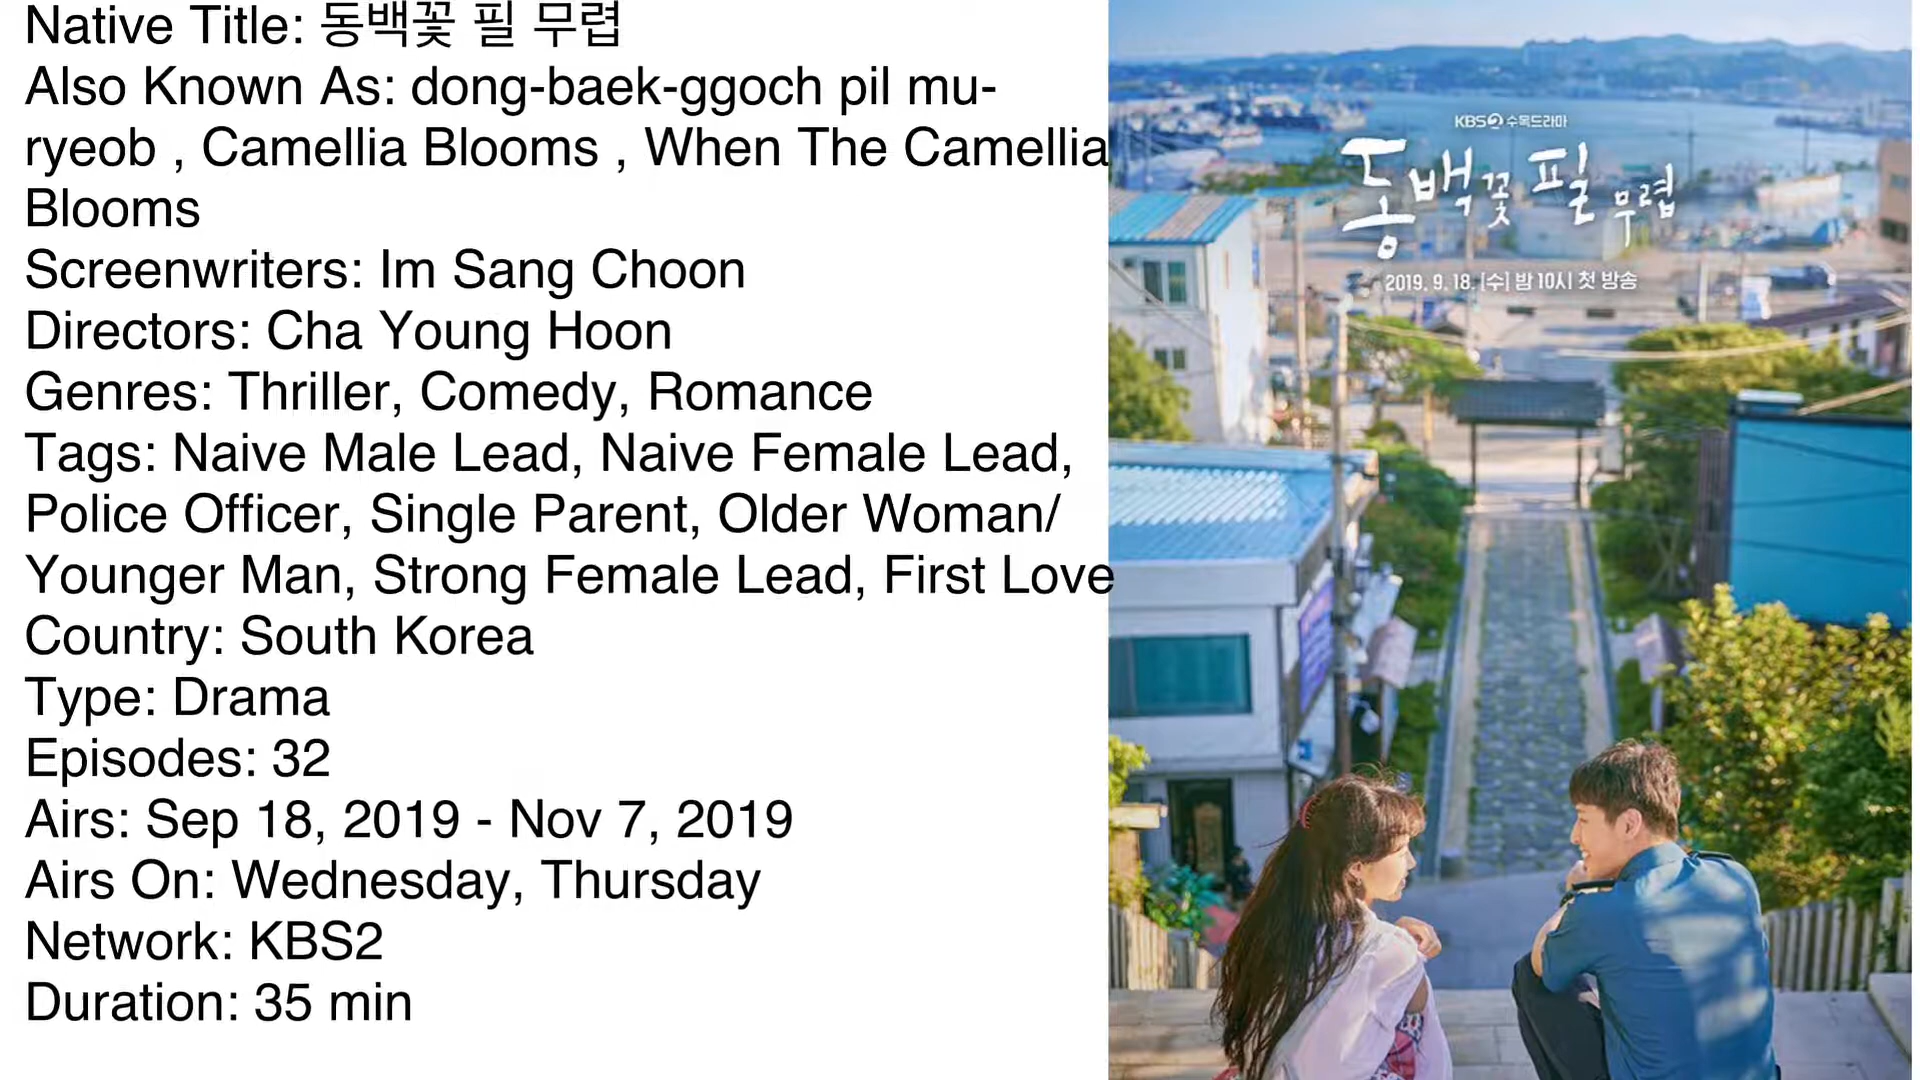 Native Title: 동백꽃 필 무렵
Also Known As: dong-baek-ggoch pil mu-
ryeob , Camellia Blooms , When The Camellia
Blooms
Screenwriters: Im Sang Choon
Directors: Cha Young Hoon
Genres: Thriller, Comedy, Romance
Tags: Naive Male Lead, Naive Female Lead,
Police Officer, Single Parent, Older Woman/
Younger Man, Strong Female Lead, First Love
Country: South Korea
Type: Drama
Episodes: 32
Airs: Sep 18, 2019 - Nov 7, 2019
Airs On: Wednesday, Thursday
Network: KBS2
Duration: 35 min
KBS2 수목드라마
동백꽃 필 무렵
2019. 9. 18. [수] 밤 10시 첫 방송